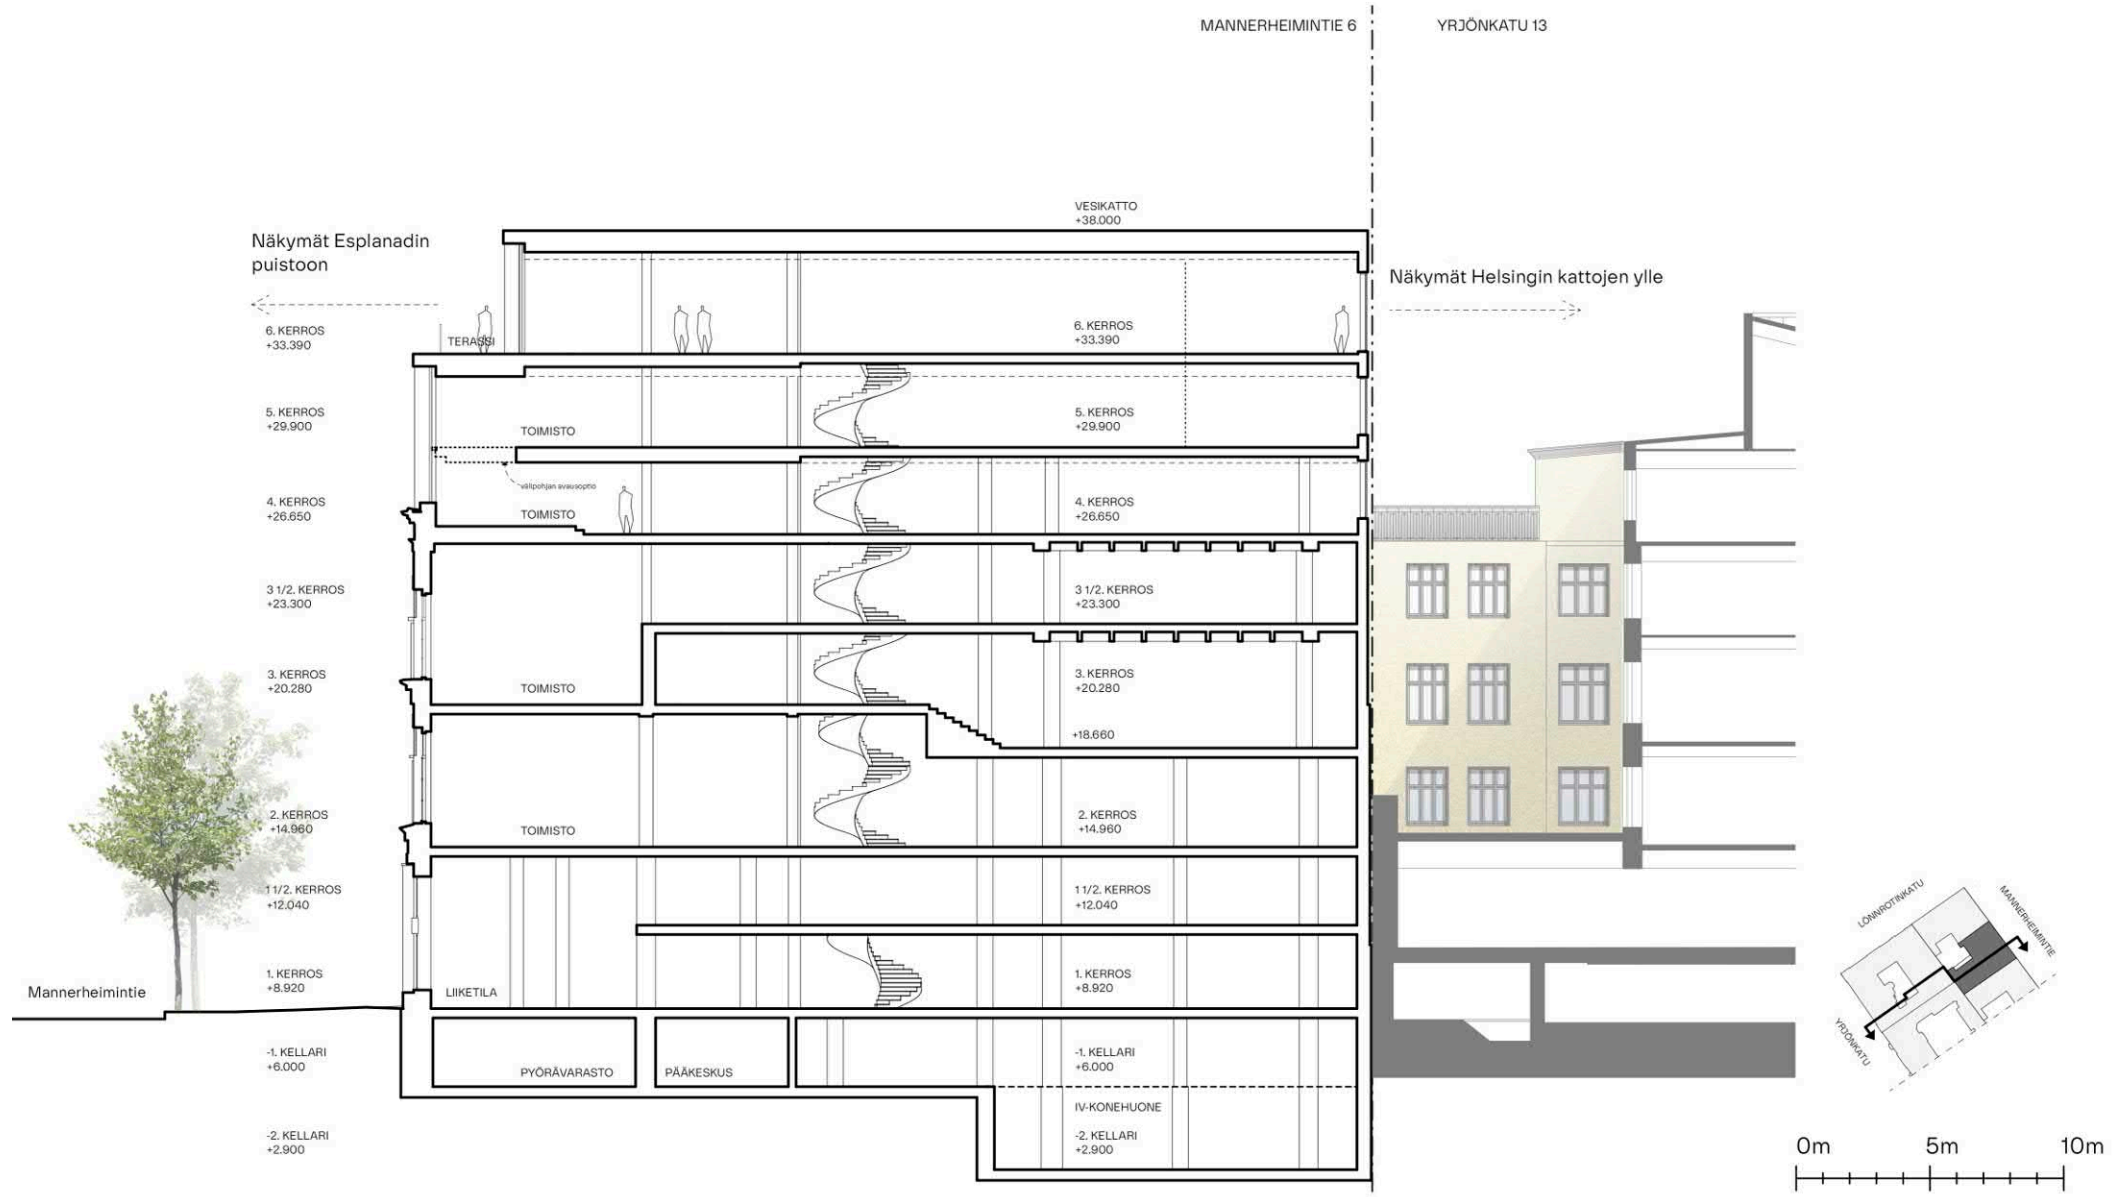 MANNERHEIMINTIE 6
YRJÖNKATU 13
VESIKATTO
+38.000
Näkymät Esplanadin
puistoon
Näkymät Helsingin kattojen ylle
6. KERROS
+33.390
TERASSI
6. KERROS
+33.390
5. KERROS
+29.900
TOIMISTO
5. KERROS
+29.900
välipohjan avausoptio
4. KERROS
+26.650
TOIMISTO
4. KERROS
+26.650
3 1/2. KERROS
+23.300
3 1/2. KERROS
+23.300
3. KERROS
+20.280
TOIMISTO
3. KERROS
+20.280
+18.660
2. KERROS
+14.960
TOIMISTO
2. KERROS
+14.960
1 1/2. KERROS
+12.040
1 1/2. KERROS
+12.040
LÖNNROTINKATU
MANNERHEIMINTIE
YRJÖNKATU
Mannerheimintie
1. KERROS
+8.920
LIIKETILA
1. KERROS
+8.920
-1. KELLARI
+6.000
PYÖRÄVARASTO
PÄÄKESKUS
-1. KELLARI
+6.000
IV-KONEHUONE
-2. KELLARI
+2.900
-2. KELLARI
+2.900
0m 5m 10m